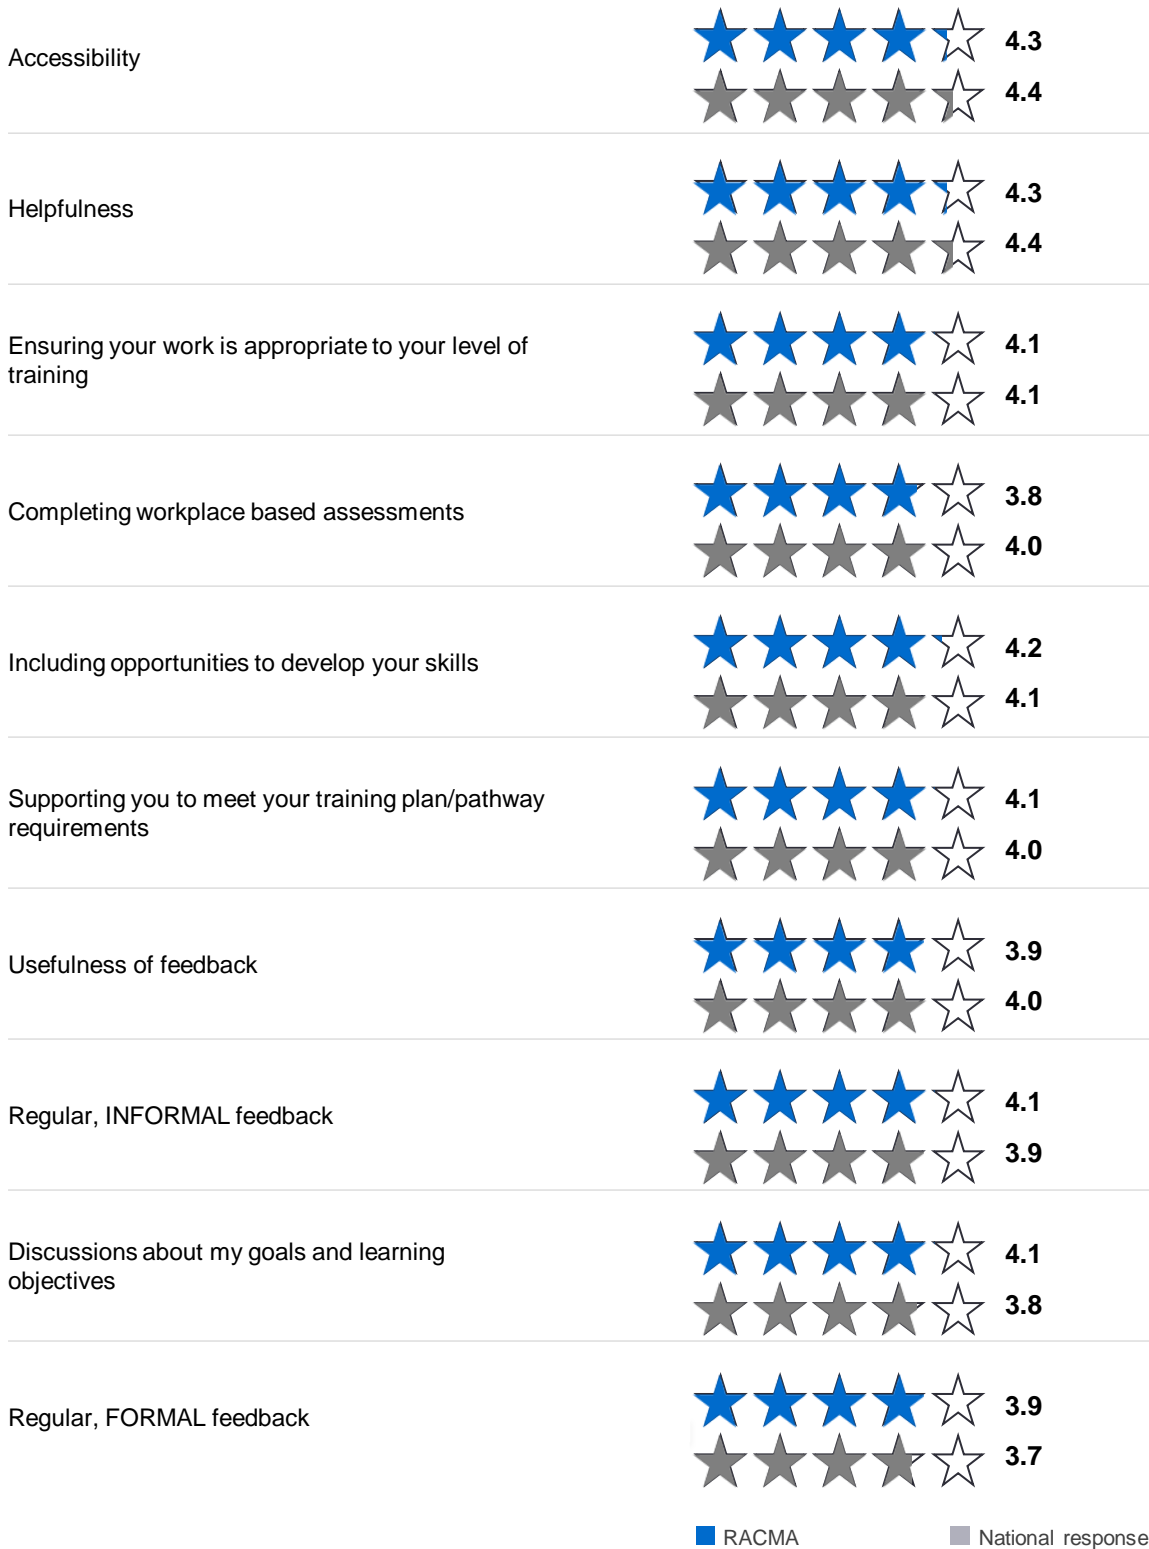 Accessibility
4.3
4.4
Helpfulness
4.3
4.4
Ensuring your work is appropriate to your level of
training
4.1
4.1
Completing workplace based assessments
3.8
4.0
Including opportunities to develop your skills
4.2
4.1
Supporting you to meet your training plan/pathway
requirements
4.1
4.0
Usefulness of feedback
3.9
4.0
Regular, INFORMAL feedback
4.1
3.9
Discussions about my goals and learning
objectives
4.1
3.8
Regular, FORMAL feedback
3.9
3.7
RACMA National response